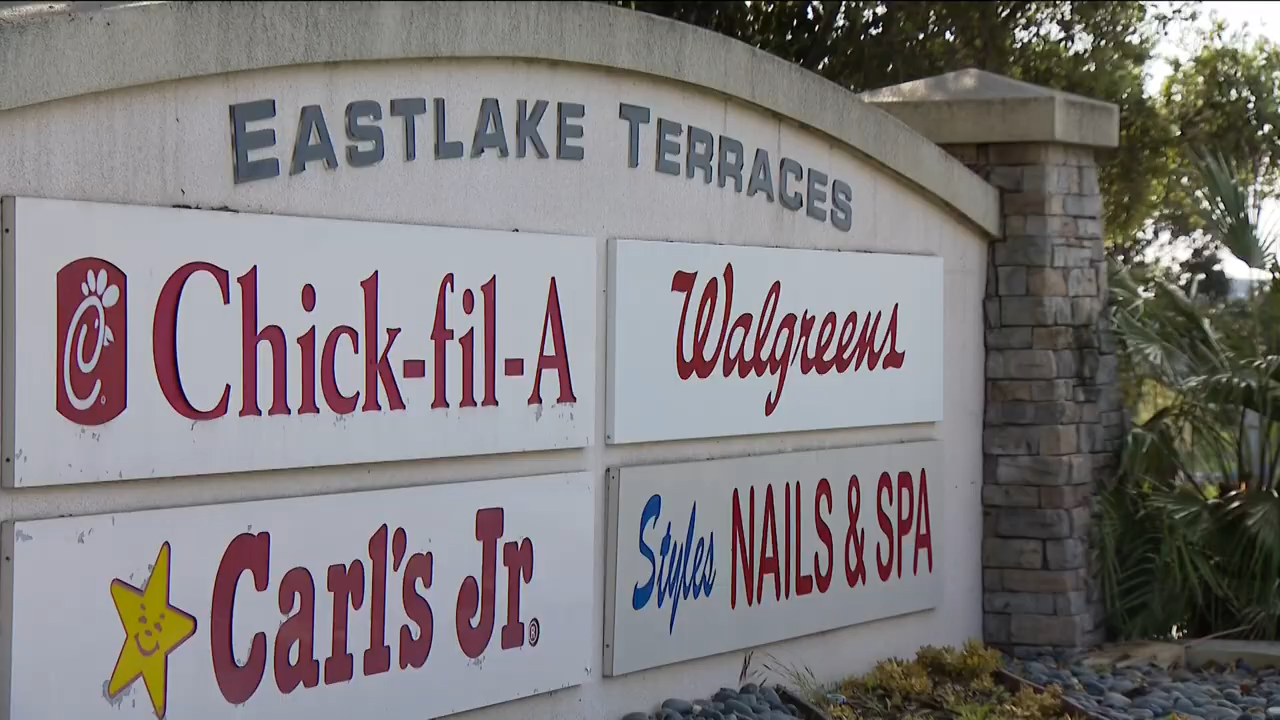 EASTLAKE TERRACES
Chick-fil-A
Walgreens
Carl's Jr.®
Styles NAILS & SPA